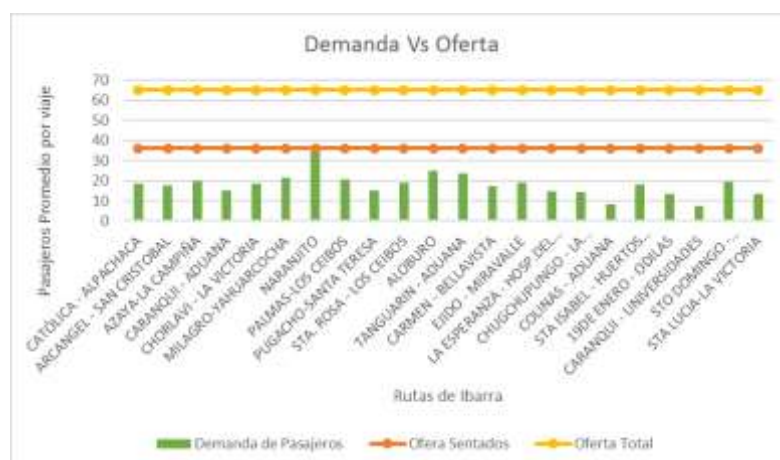 Demanda Vs Oferta
Pasajeros Promedio por viaje
70
60
50
40
30
20
10
0
CATÓLICA - ALPACHACA
ARCANGEL - SAN CRISTOBAL
AZAYA-LA CAMPIÑA
CARANQUI - ADUANA
CHORLAVI - LA VICTORIA
MILAGRO-YAHUARCOCHA
NARANJITO
PALMAS-LOS CEIBOS
PUGACHO-SANTA TERESA
STA. ROSA - LOS CEIBOS
ALOBURO
TANGUARIN - ADUANA
CARMEN - BELLAVISTA
EJIDO - MIRAVALLE
LA ESPERANZA - HOSP.DEL...
CHUGCHUPUNGO - LA...
COLINAS - ADUANA
STA ISABEL - HUERTOS...
19DE ENERO - ODILAS
CARANQUI - UNIVERSIDADES
STO DOMINGO -...
STA LUCIA-LA VICTORIA
Rutas de Ibarra
Demanda de Pasajeros
Ofera Sentados
Oferta Total